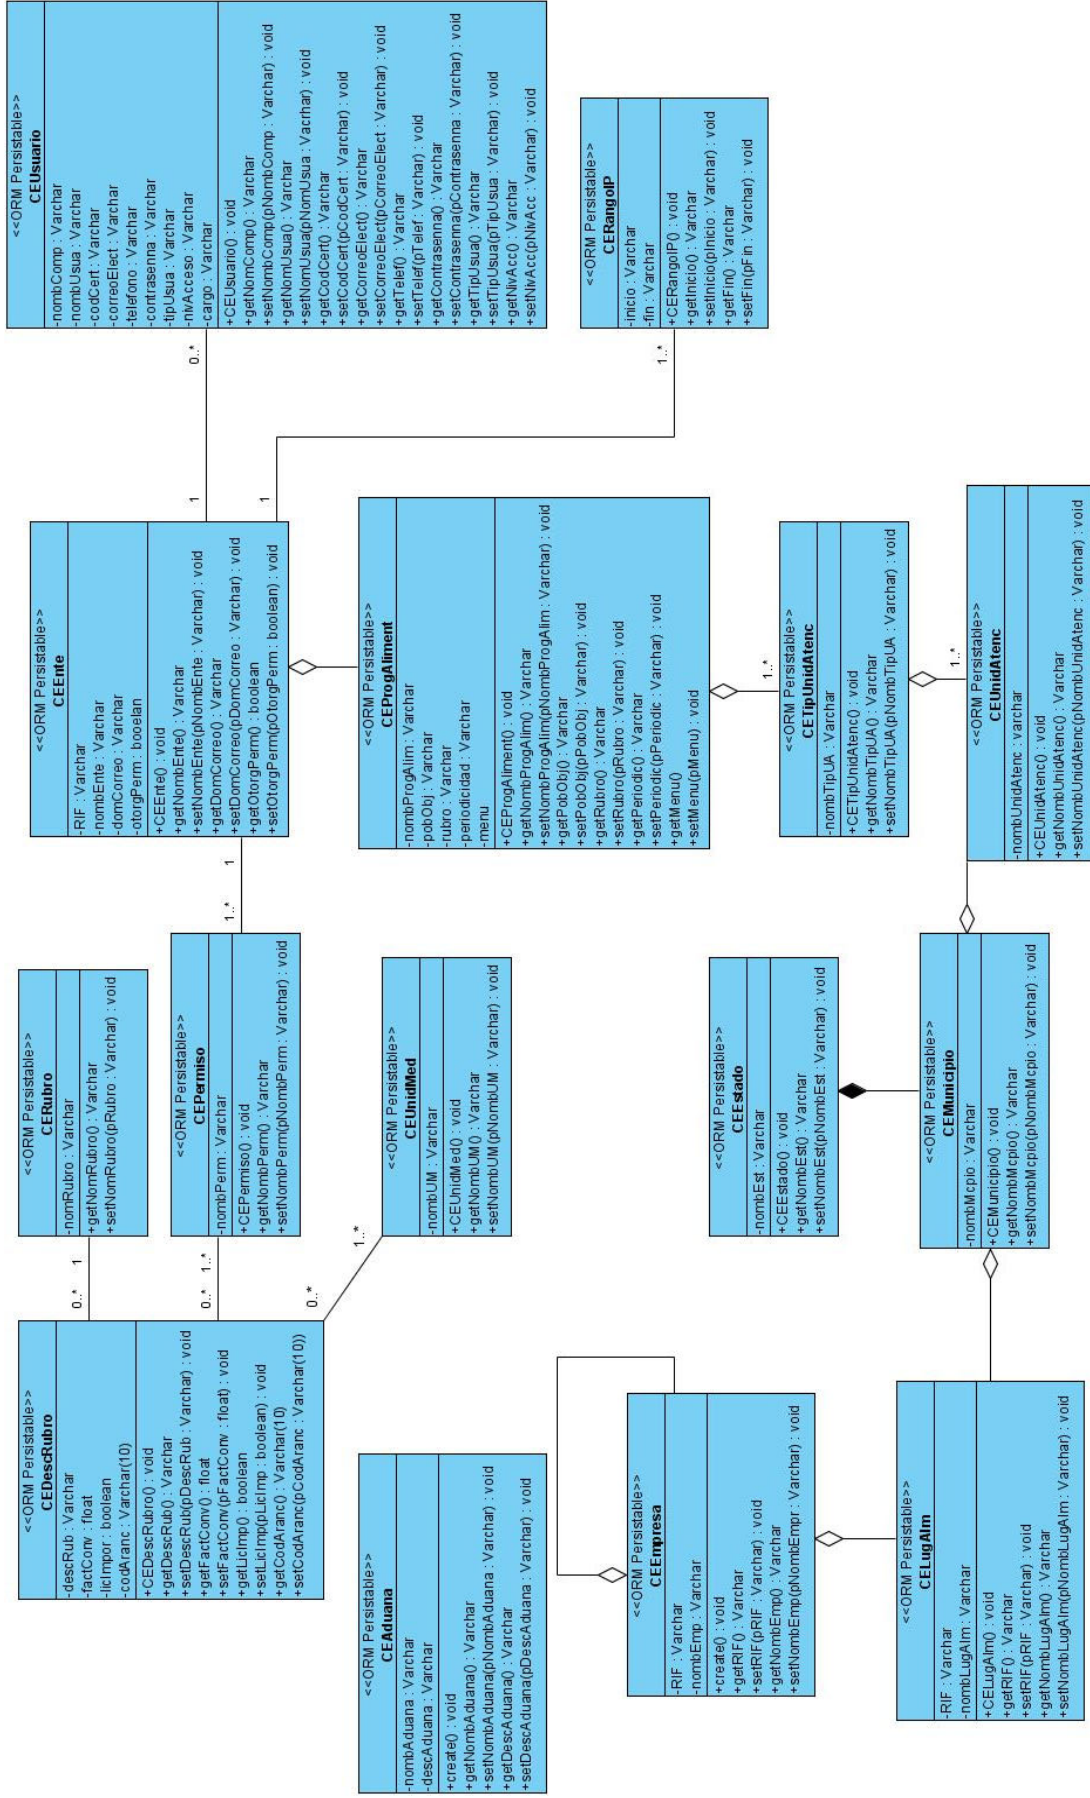 <<ORM Persistable>>
CEDescRubro
-descRub : Varchar
-factConv : float
-licImpor : boolean
-codAranc : Varchar(10)
+CEDescRubro() : void
+getDescRub() : Varchar
+setDescRub(pDescRub : Varchar) : void
+getFactConv() : float
+setFactConv(pFactConv : float) : void
+getLicImp() : boolean
+setLicImp(pLicImp : boolean) : void
+getCodAranc() : Varchar(10)
+setCodAranc(pCodAranc : Varchar(10))
0..*
1
0..*
1..*
0..*
1..*
<<ORM Persistable>>
CERubro
-nomRubro : Varchar
+getNomRubro() : Varchar
+setNomRubro(pRubro : Varchar) : void
<<ORM Persistable>>
CEPermiso
-nombPerm : Varchar
+CEPermiso() : void
+getNombPerm() : Varchar
+setNombPerm(pNombPerm : Varchar) : void
1..*
1
<<ORM Persistable>>
CEUnidMed
-nombUM : Varchar
+CEUnidMed() : void
+getNombUM() : Varchar
+setNombUM(pNombUM : Varchar) : void
<<ORM Persistable>>
CEEnte
-RIF : Varchar
-nombEnte : Varchar
-domCorreo : Varchar
-otorgPerm : booelan
+CEEnte() : void
+getNombEnte() : Varchar
+setNombEnte(pNombEnte : Varchar) : void
+getDomCorreo() : Varchar
+setDomCorreo(pDomCorreo : Varchar) : void
+getOtorgPerm() : boolean
+setOtorgPerm(pOtorgPerm : boolean) : void
1
0..*
1
1..*
<<ORM Persistable>>
CEUsuario
-nombComp : Varchar
-nombUsua : Varchar
-codCert : Varchar
-correoElect : Varchar
-telefono : Varchar
-contrasenna : Varchar
-tipUsua : Varchar
-nivAcceso : Varchar
-cargo : Varchar
+CEUsuario() : void
+getNomComp() : Varchar
+setNombComp(pNombComp : Varchar) : void
+getNomUsua() : Varchar
+setNomUsua(pNomUsua : Vacrhar) : void
+getCodCert() : Varchar
+setCodCert(pCodCert : Varchar) : void
+getCorreoElect() : Varchar
+setCorreoElect(pCorreoElect : Varchar) : void
+getTelef() : Varchar
+setTelef(pTelef : Varchar) : void
+getContrasenna() : Varchar
+setContrasenna(pContrasenna : Varchar) : void
+getTipUsua() : Varchar
+setTipUsua(pTipUsua : Varchar) : void
+getNivAcc() : Varchar
+setNivAcc(pNivAcc : Varchar) : void
<<ORM Persistable>>
CERangoIP
-inicio : Varchar
-fin : Varchar
+CERangoIP() : void
+getInicio() : Varchar
+setInicio(pInicio : Varchar) : void
+getFin() : Varchar
+setFin(pFin : Varchar) : void
<<ORM Persistable>>
CEProgAliment
-nombProgAlim : Varchar
-pobObj : Varchar
-rubro : Varchar
-periodicidad : Varchar
-menu
+CEProgAliment() : void
+getNombProgAlim() : Varchar
+setNombProgAlim(pNombProgAlim : Varchar) : void
+getPobObj() : Varchar
+setPobObj(pPobObj : Varchar) : void
+getRubro() : Varchar
+setRubro(pRubro : Varchar) : void
+getPeriodic() : Varchar
+setPeriodic(pPeriodic : Varchar) : void
+getMenu()
+setMenu(pMenu) : void
1..*
<<ORM Persistable>>
CETipUnidAtenc
-nombTipUA : Varchar
+CETipUnidAtenc() : void
+getNombTipUA() : Varchar
+setNombTipUA(pNombTipUA : Varchar) : void
1..*
<<ORM Persistable>>
CEUnidAtenc
-nombUnidAtenc : varchar
+CEUnidAtenc() : void
+getNombUnidAtenc() : Varchar
+setNombUnidAtenc(pNombUnidAtenc : Varchar) : void
<<ORM Persistable>>
CEEstado
-nombEst : Varchar
+CEEstado() : void
+getNombEst() : Varchar
+setNombEst(pNombEst : Varchar) : void
<<ORM Persistable>>
CEMunicipio
-nombMcpio : Varchar
+CEMunicipio() : void
+getNombMcpio() : Varchar
+setNombMcpio(pNombMcpio : Varchar) : void
<<ORM Persistable>>
CEAduana
-nombAduana : Varchar
-descAduana : Varchar
+create() : void
+getNombAduana() : Varchar
+setNombAduana(pNombAduana : Varchar) : void
+getDescAduana() : Varchar
+setDescAduana(pDescAduana : Varchar) : void
<<ORM Persistable>>
CEEmpresa
-RIF : Varchar
-nombEmp : Varchar
+create() : void
+getRIF() : Varchar
+setRIF(pRIF : Varchar) : void
+getNombEmp() : Varchar
+setNombEmp(pNombEmpr : Varchar) : void
<<ORM Persistable>>
CELugAlm
-RIF : Varchar
-nombLugAlm : Varchar
+CELugAlm() : void
+getRIF() : Varchar
+setRIF(pRIF : Varchar) : void
+getNombLugAlm() : Varchar
+setNombLugAlm(pNombLugAlm : Varchar) : void